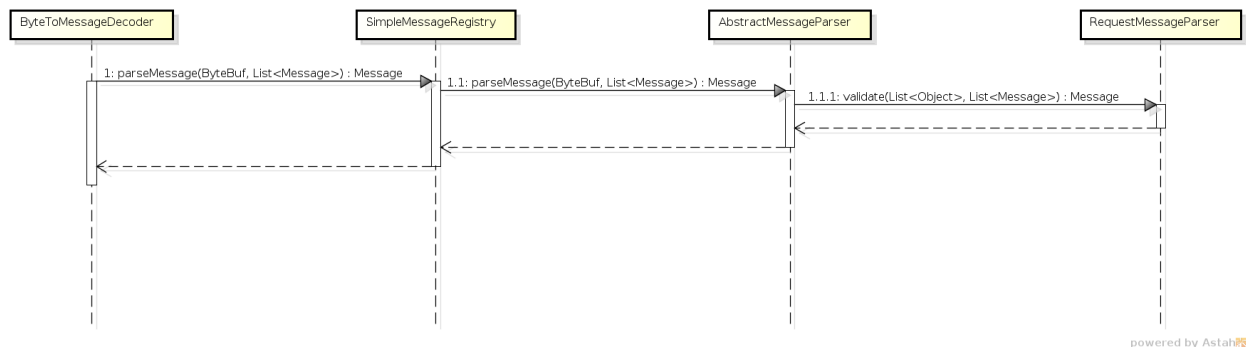 ByteToMessageDecoder
SimpleMessageRegistry
AbstractMessageParser
RequestMessageParser
1: parseMessage(ByteBuf, List<Message>) : Message
1.1: parseMessage(ByteBuf, List<Message>) : Message
1.1.1: validate(List<Object>, List<Message>) : Message
powered by Astah